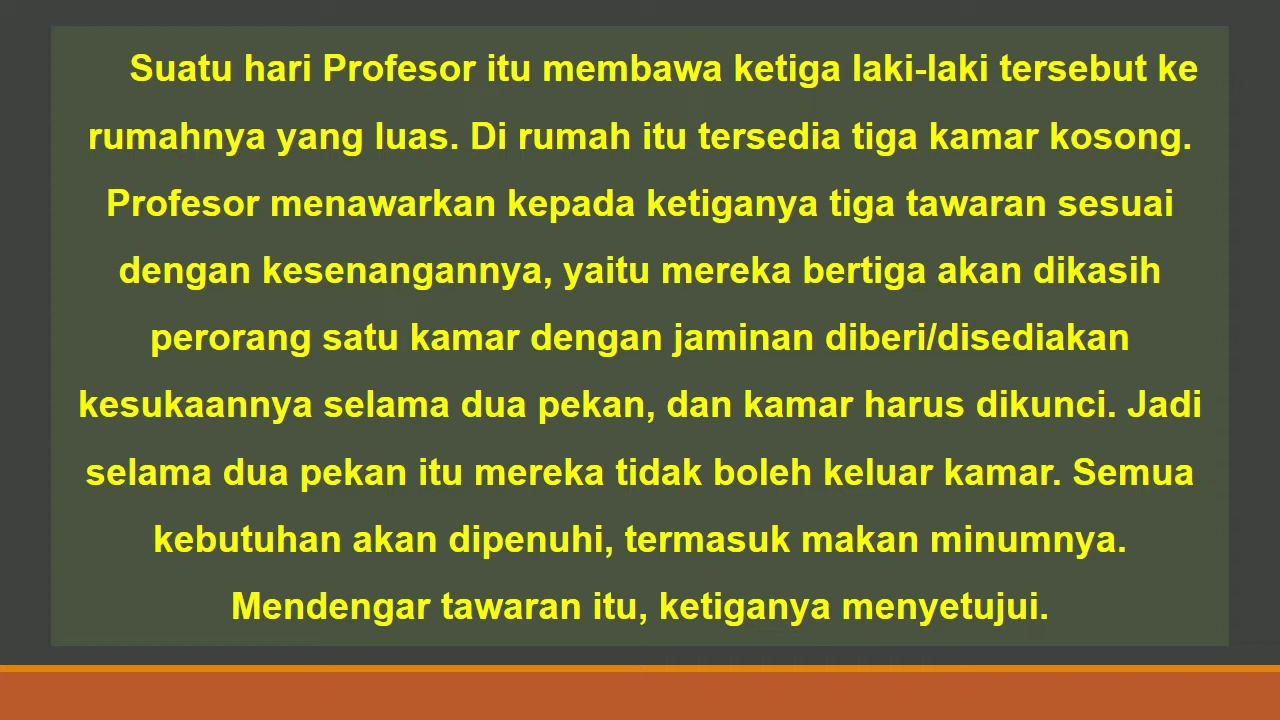 Suatu hari Profesor itu membawa ketiga laki-laki tersebut ke
rumahnya yang luas. Di rumah itu tersedia tiga kamar kosong.
Profesor menawarkan kepada ketiganya tiga tawaran sesuai
dengan kesenangannya, yaitu mereka bertiga akan dikasih
perorang satu kamar dengan jaminan diberi/disediakan
kesukaannya selama dua pekan, dan kamar harus dikunci. Jadi
selama dua pekan itu mereka tidak boleh keluar kamar. Semua
kebutuhan akan dipenuhi, termasuk makan minumnya.
Mendengar tawaran itu, ketiganya menyetujui.